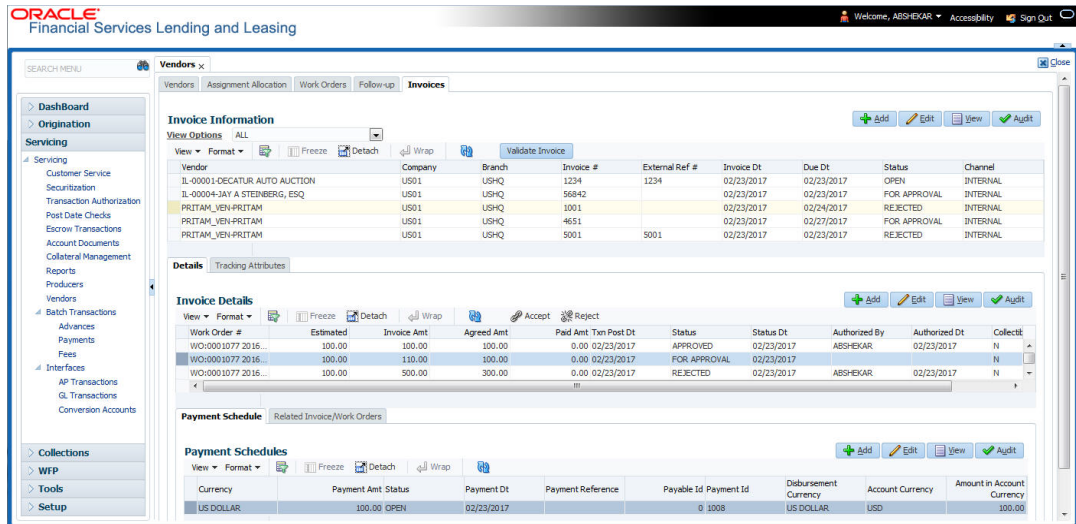 ORACLE'
Financial Services Lending and Leasing
Welcome, ABSHEKAR Accessibility Sign Out
SEARCH MENU
DashBoard
Origination
Servicing
Servicing
Customer Service
Securitization
Transaction Authorization
Post Date Checks
Escrow Transactions
Account Documents
Collateral Management
Reports
Producers
Vendors
Batch Transactions
Advances
Payments
Fees
Interfaces
AP Transactions
GL Transactions
Conversion Accounts
Collections
WFP
Tools
Setup
Vendors x Close
Vendors Assignment Allocation Work Orders Follow-up Invoices
Invoice Information Add Edit View Audit
View Options ALL
View Format Freeze Detach Wrap Validate Invoice
Vendor Company Branch Invoice # External Ref # Invoice Dt Due Dt Status Channel
IL-00001-DECATUR AUTO AUCTION US01 USHQ 1234 1234 02/23/2017 02/23/2017 OPEN INTERNAL
IL-00004-JAY A STEINBERG, ESQ US01 USHQ 56842 02/23/2017 02/23/2017 FOR APPROVAL INTERNAL
PRITAM_VEN-PRITAM US01 USHQ 1001 02/23/2017 02/24/2017 REJECTED INTERNAL
PRITAM_VEN-PRITAM US01 USHQ 4651 02/23/2017 02/27/2017 FOR APPROVAL INTERNAL
PRITAM_VEN-PRITAM US01 USHQ 5001 5001 02/23/2017 02/23/2017 REJECTED INTERNAL
Details Tracking Attributes
Invoice Details Add Edit View Audit
View Format Freeze Detach Wrap Accept Reject
Work Order # Estimated Invoice Amt Agreed Amt Paid Amt Txn Post Dt Status Status Dt Authorized By Authorized Dt Collectib
WO:0001077 2016... 100.00 100.00 100.00 0.00 02/23/2017 APPROVED 02/23/2017 ABSHEKAR 02/23/2017 N
WO:0001077 2016... 100.00 110.00 100.00 0.00 02/23/2017 FOR APPROVAL 02/23/2017 N
WO:0001077 2016... 100.00 500.00 300.00 0.00 02/23/2017 REJECTED 02/23/2017 ABSHEKAR 02/23/2017 N
Payment Schedule Related Invoice/Work Orders
Payment Schedules Add Edit View Audit
View Format Freeze Detach Wrap
Currency Payment Amt Status Payment Dt Payment Reference Payable Id Payment Id Disbursement Currency Account Currency Amount in Account Currency
US DOLLAR 100.00 OPEN 02/23/2017 0 1008 US DOLLAR USD 100.00